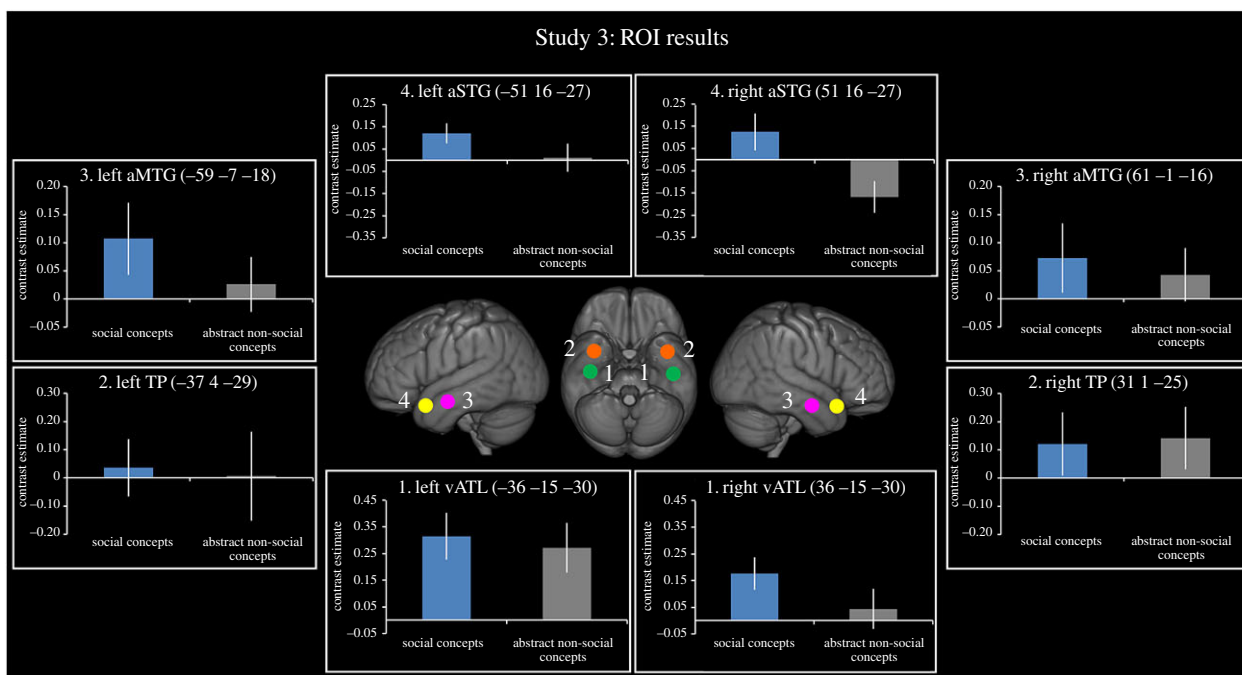 Study 3: ROI results
4. left aSTG (–51 16 –27)
contrast estimate
0.25
0.15
0.05
–0.05
–0.15
–0.25
–0.35
social concepts
abstract non-social
concepts
4. right aSTG (51 16 –27)
contrast estimate
0.25
0.15
0.05
–0.05
–0.15
–0.25
–0.35
social concepts
abstract non-social
concepts
3. left aMTG (–59 –7 –18)
contrast estimate
0.20
0.15
0.10
0.05
0
–0.05
social concepts
abstract non-social
concepts
3. right aMTG (61 –1 –16)
contrast estimate
0.20
0.15
0.10
0.05
0
–0.05
social concepts
abstract non-social
concepts
2
2
1
1
4
3
3
4
2. left TP (–37 4 –29)
contrast estimate
0.30
0.20
0.10
0
–0.10
–0.20
social concepts
abstract non-social
concepts
2. right TP (31 1 –25)
contrast estimate
0.30
0.20
0.10
0
–0.10
–0.20
social concepts
abstract non-social
concepts
1. left vATL (–36 –15 –30)
contrast estimate
0.45
0.35
0.25
0.15
0.05
–0.05
social concepts
abstract non-social
concepts
1. right vATL (36 –15 –30)
contrast estimate
0.45
0.35
0.25
0.15
0.05
–0.05
social concepts
abstract non-social
concepts